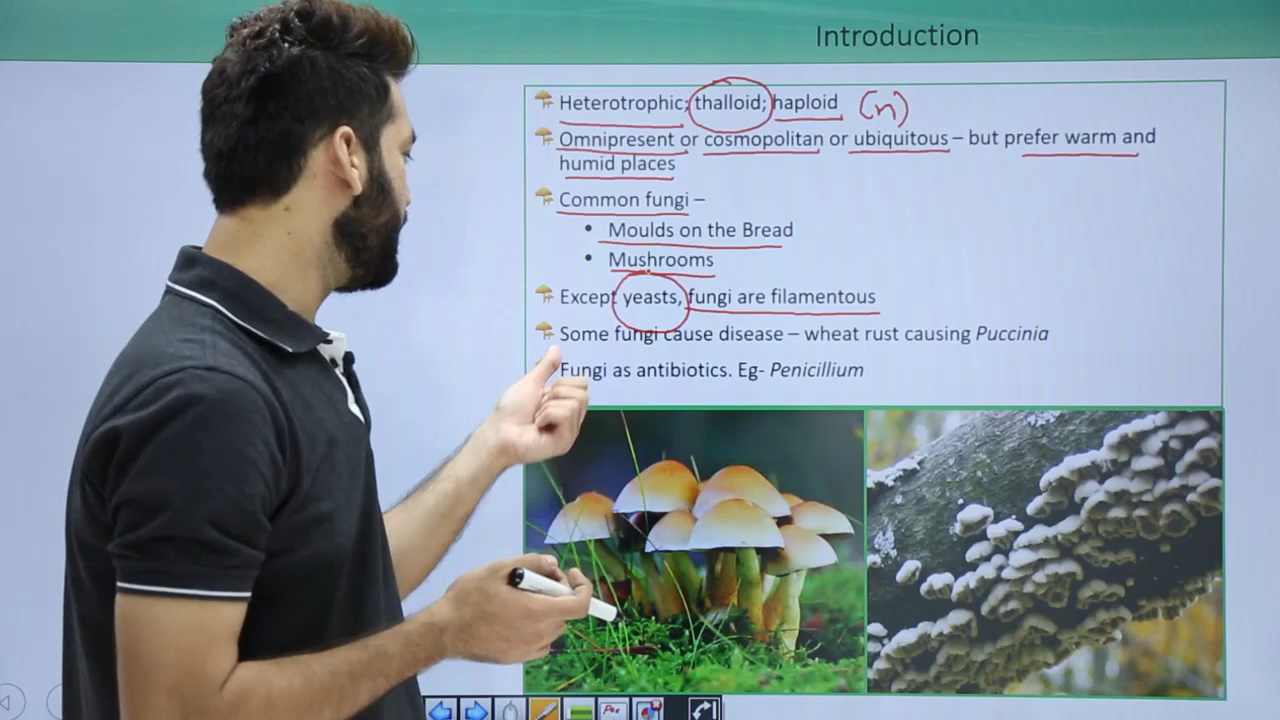 Introduction
Heterotrophic; thalloid; haploid (n)
Omnipresent or cosmopolitan or ubiquitous – but prefer warm and
humid places
Common fungi –
• Moulds on the Bread
• Mushrooms
Except yeasts, fungi are filamentous
Some fungi cause disease – wheat rust causing Puccinia
Fungi as antibiotics. Eg- Penicillium